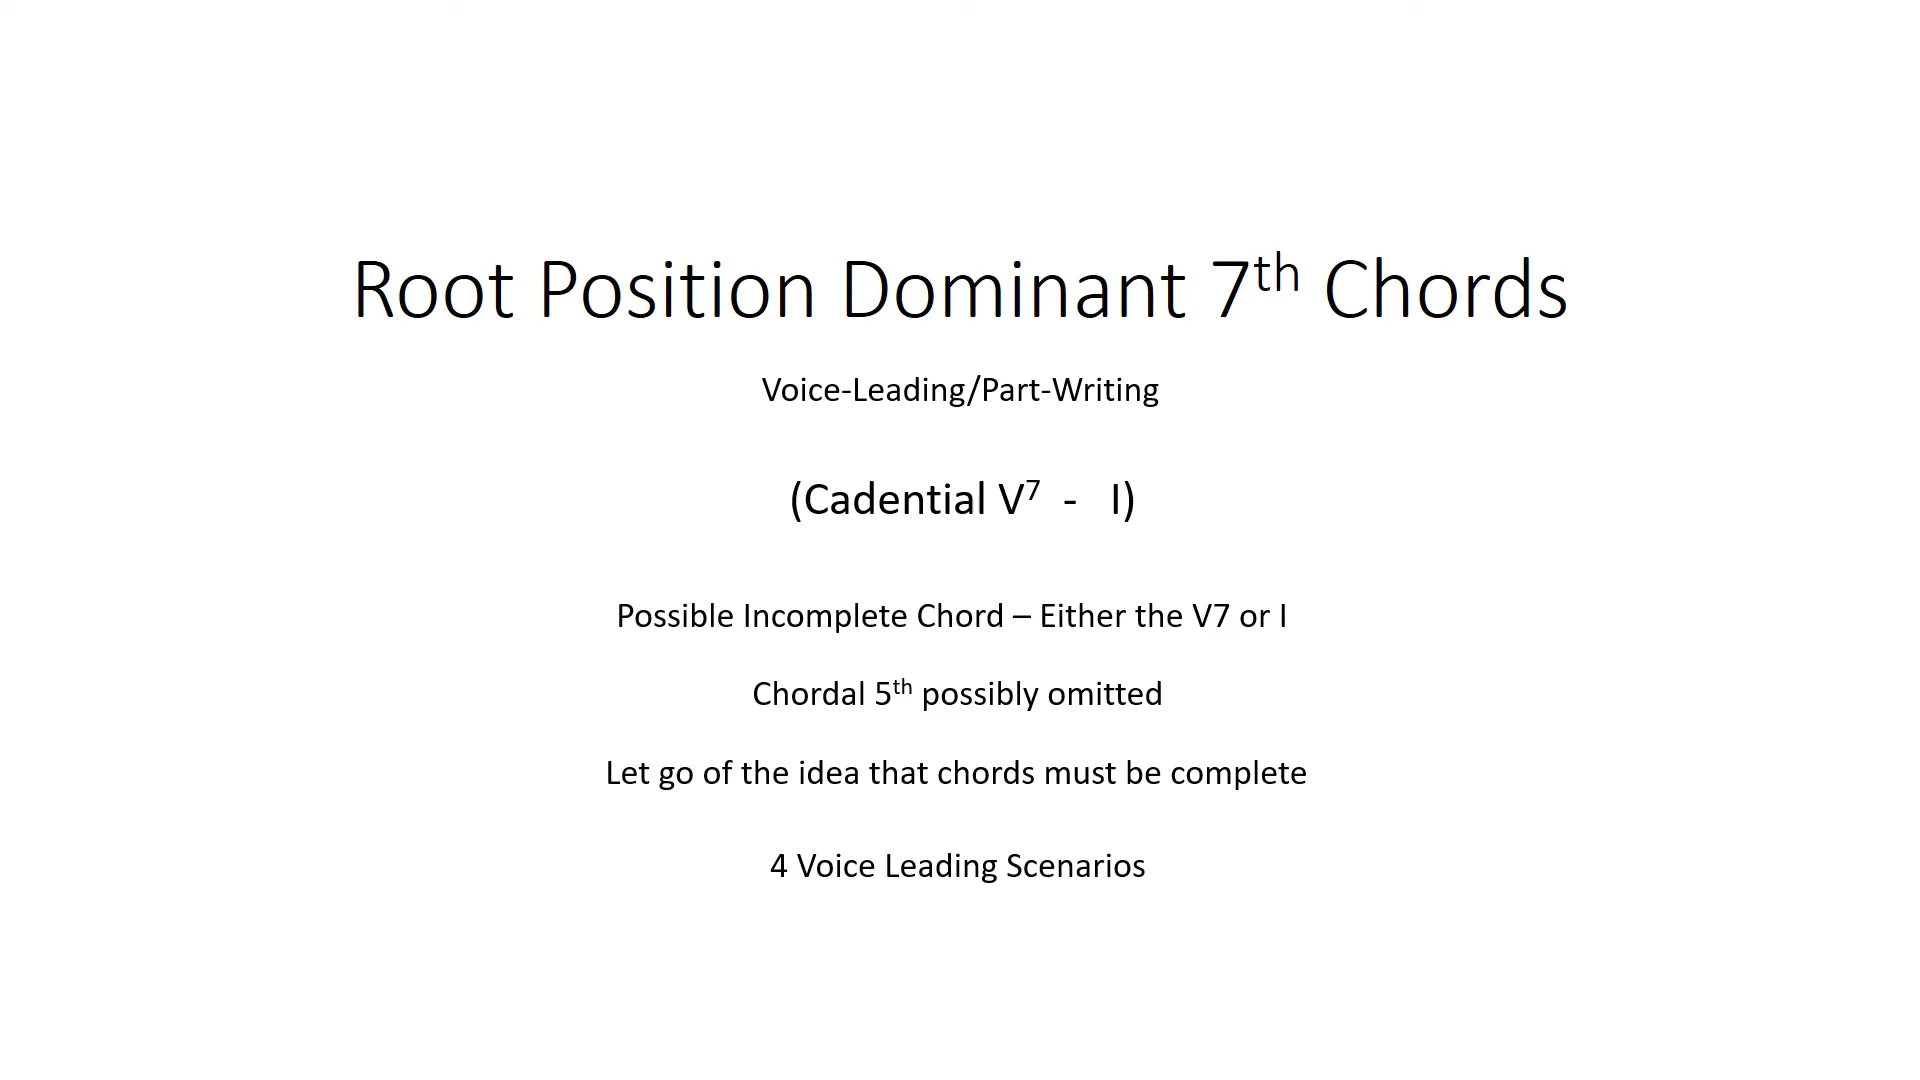 Root Position Dominant 7th Chords
Voice-Leading/Part-Writing
(Cadential V7 - I)
Possible Incomplete Chord – Either the V7 or I
Chordal 5th possibly omitted
Let go of the idea that chords must be complete
4 Voice Leading Scenarios